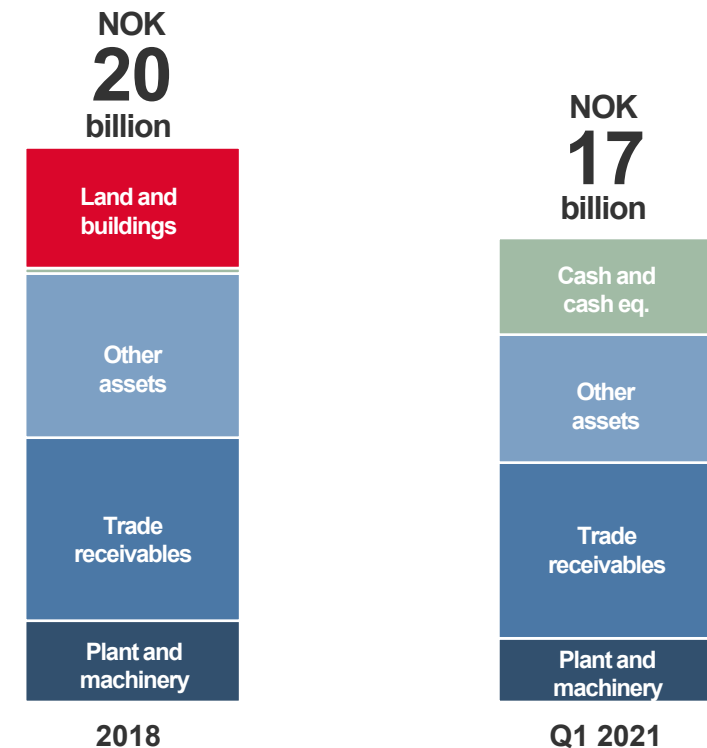 NOK
20
billion
Land and
buildings
Other
assets
Trade
receivables
Plant and
machinery
2018
NOK
17
billion
Cash and
cash eq.
Other
assets
Trade
receivables
Plant and
machinery
Q1 2021